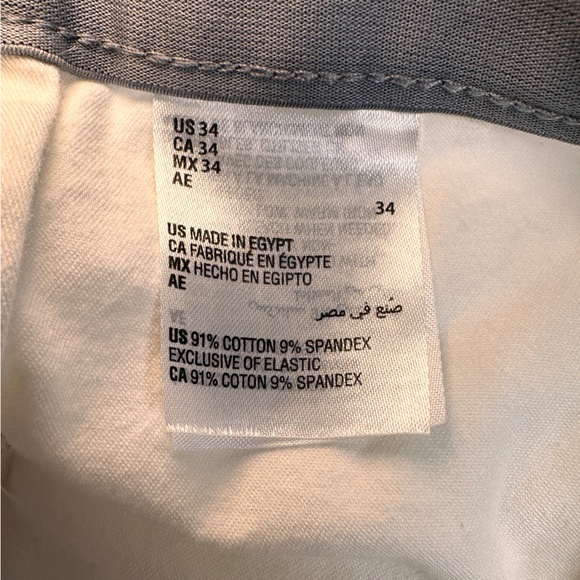 US 34
CA 34
MX 34
AE
34
US MADE IN EGYPT
CA FABRIQUÉ EN ÉGYPTE
MX HECHO EN EGIPTO
AE
صُنع في مصر
US 91% COTTON 9% SPANDEX
EXCLUSIVE OF ELASTIC
CA 91% COTON 9% SPANDEX